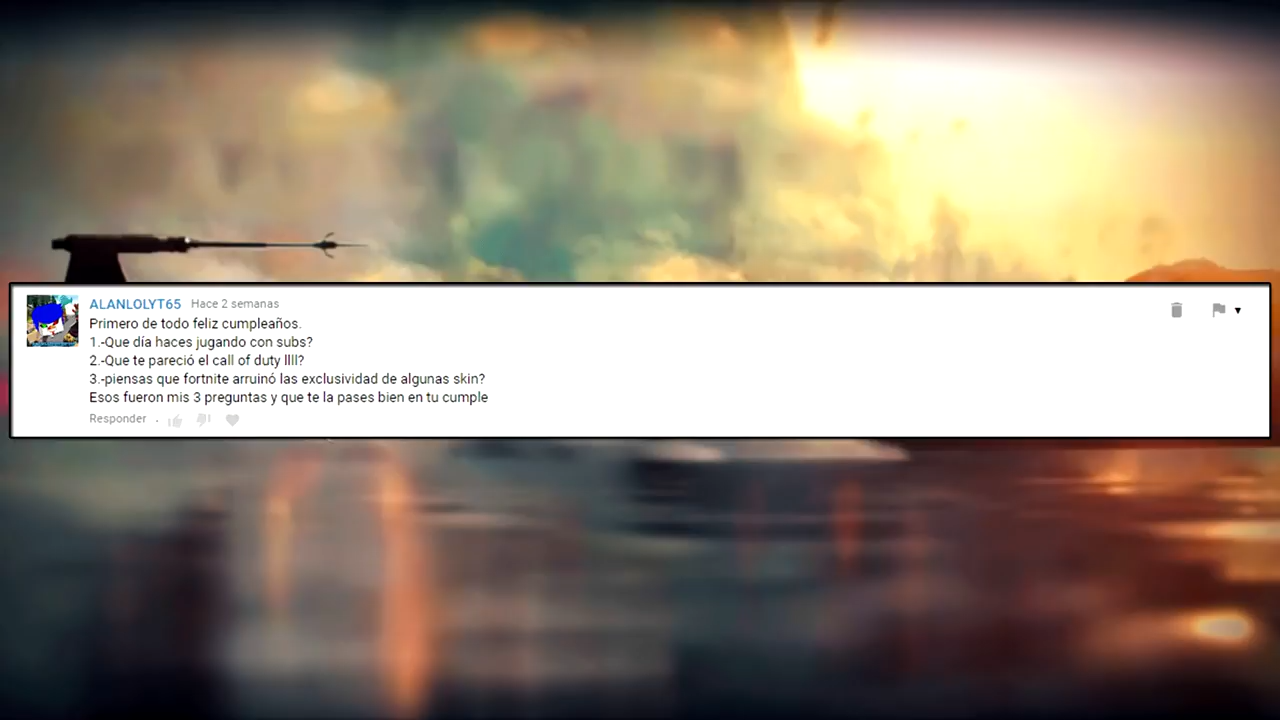 ALANLOLYT65 Hace 2 semanas
Primero de todo feliz cumpleaños.
1.-Que día haces jugando con subs?
2.-Que te pareció el call of duty llll?
3.-piensas que fortnite arruinó las exclusividad de algunas skin?
Esos fueron mis 3 preguntas y que te la pases bien en tu cumple
Responder .